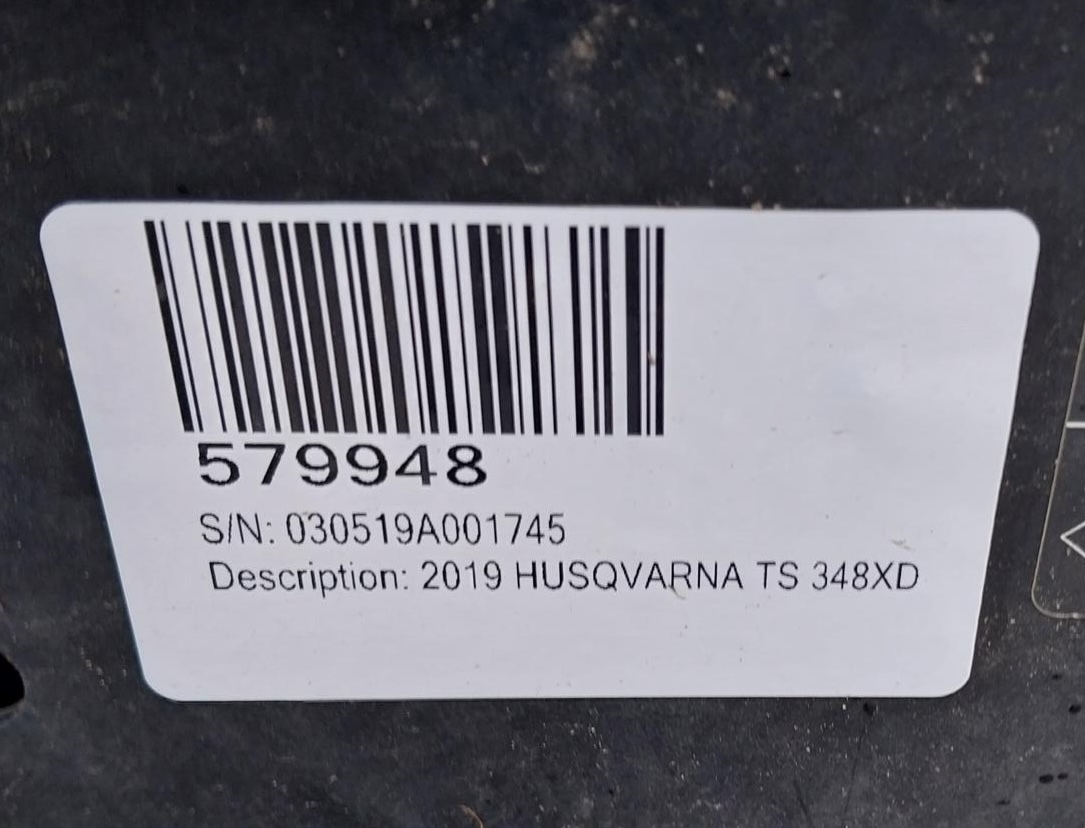 579948
S/N: 030519A001745
Description: 2019 HUSQVARNA TS 348XD